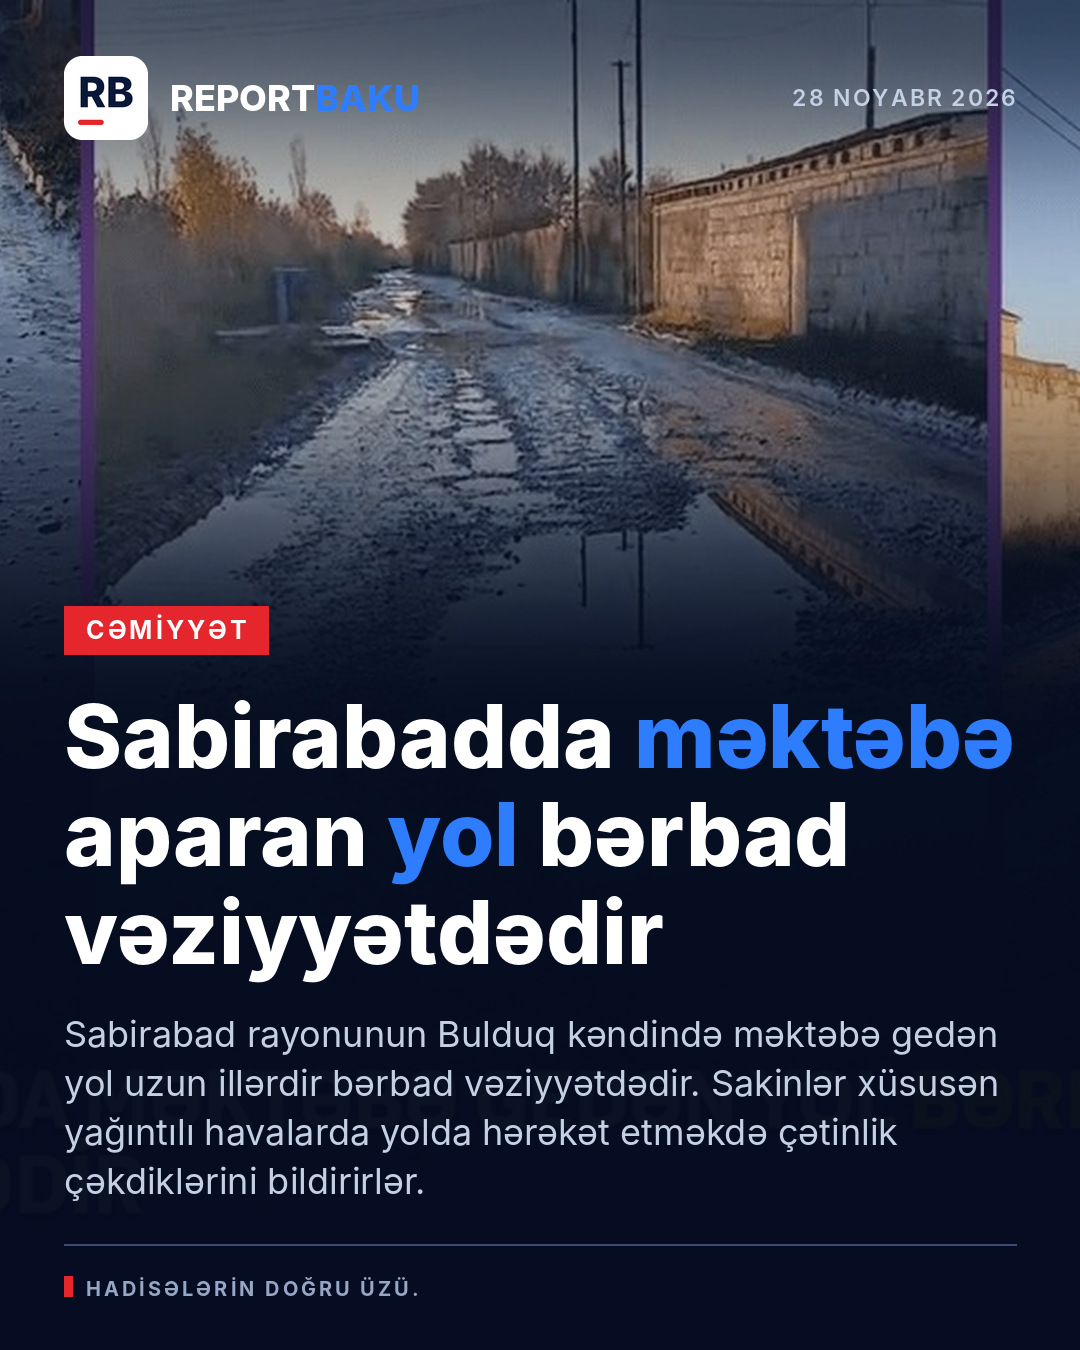 RB
REPORTBAKU
28 NOYABR 2026
CƏMİYYƏT
Sabirabadda məktəbə
aparan yol bərbad
vəziyyətdədir
Sabirabad rayonunun Bulduq kəndində məktəbə gedən
yol uzun illərdir bərbad vəziyyətdədir. Sakinlər xüsusən
yağıntılı havalarda yolda hərəkət etməkdə çətinlik
çəkdiklərini bildirirlər.
HADİSƏLƏRİN DOĞRU ÜZÜ.